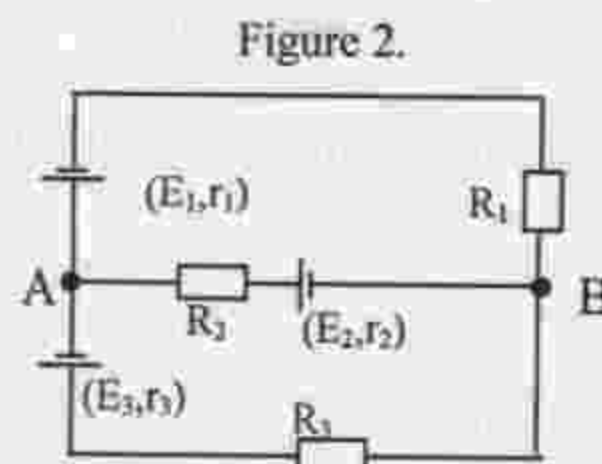 Figure 2.
(E₁,r₁)
R₁
A
R₂
(E₂,r₂)
B
(E₃,r₃)
R₃